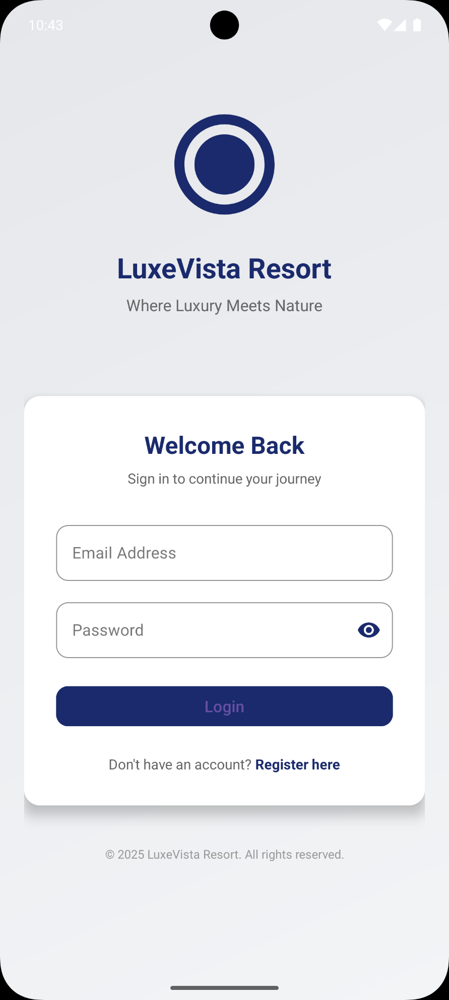 10:43
LuxeVista Resort
Where Luxury Meets Nature
Welcome Back
Sign in to continue your journey
Email Address
Password
Login
Don't have an account? Register here
© 2025 LuxeVista Resort. All rights reserved.